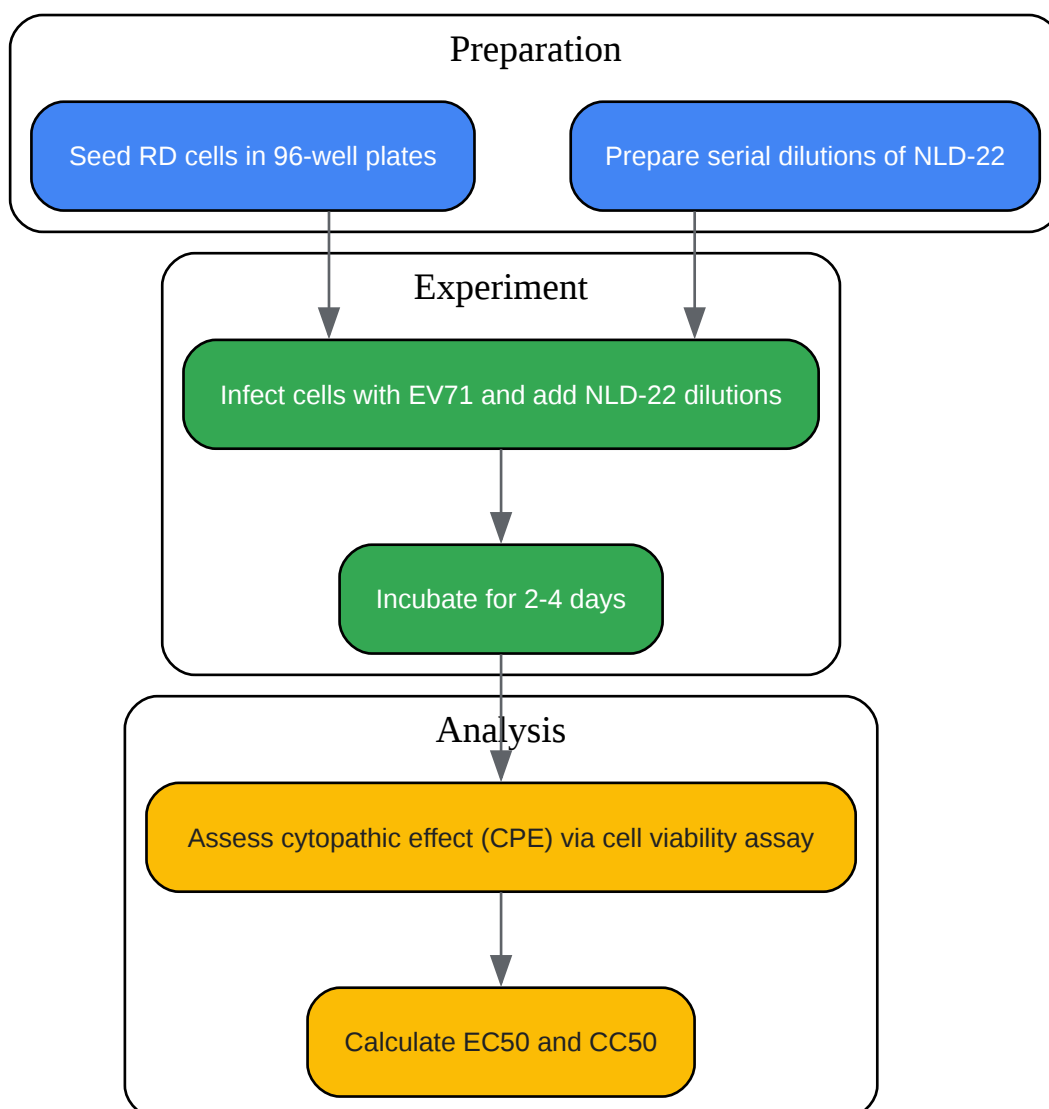 Preparation
Seed RD cells in 96-well plates
Prepare serial dilutions of NLD-22
Experiment
Infect cells with EV71 and add NLD-22 dilutions
Incubate for 2-4 days
Analysis
Assess cytopathic effect (CPE) via cell viability assay
Calculate EC50 and CC50